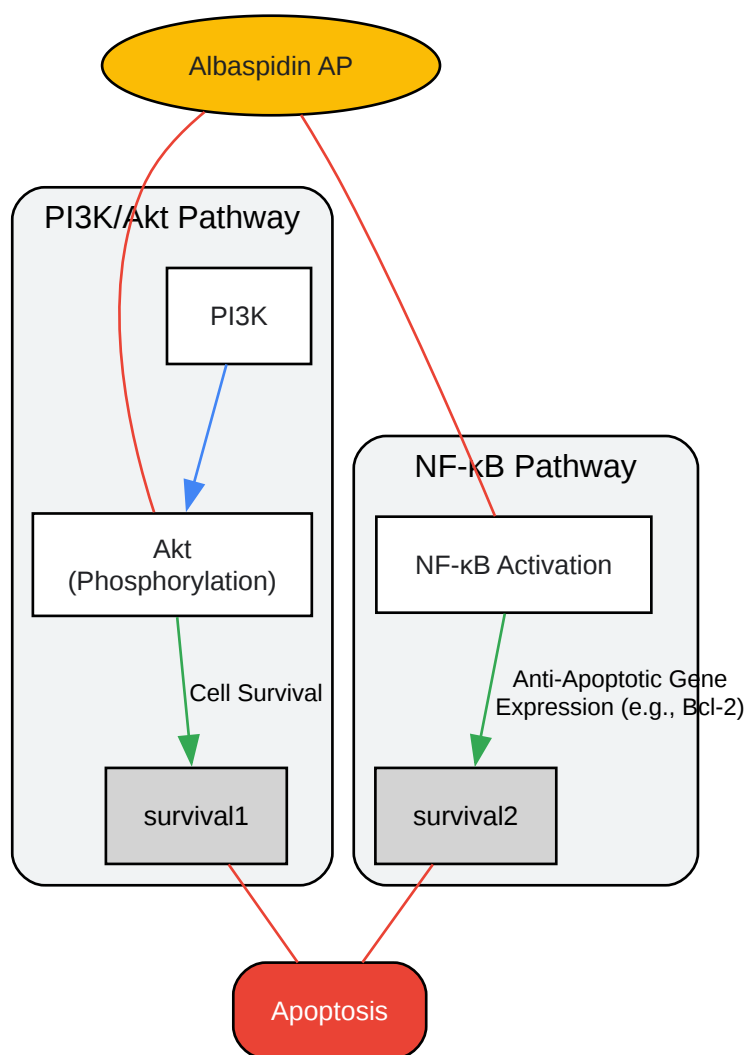 Albaspidin AP
PI3K/Akt Pathway
PI3K
Akt
(Phosphorylation)
Cell Survival
survival1
NF-κB Pathway
NF-κB Activation
Anti-Apoptotic Gene
Expression (e.g., Bcl-2)
survival2
Apoptosis